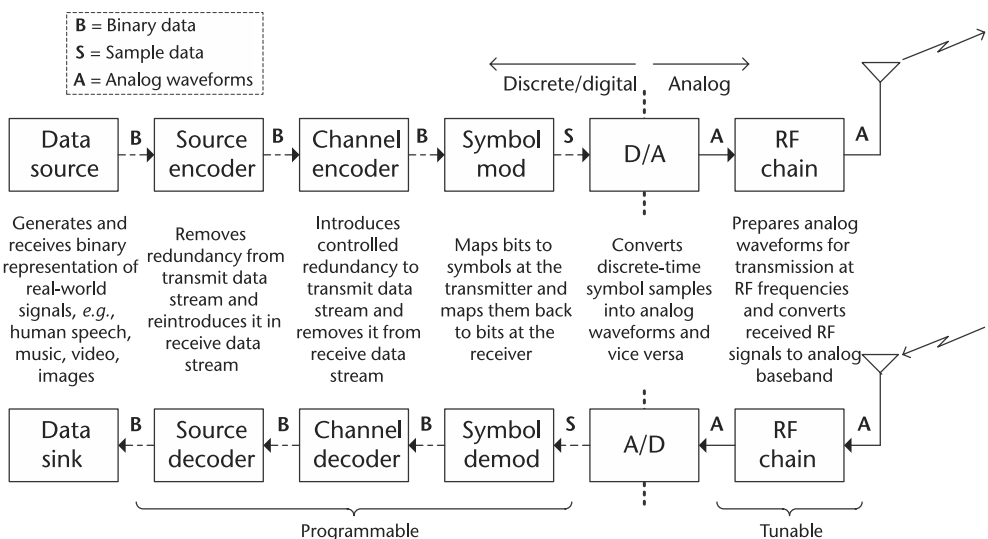 B = Binary data
S = Sample data
A = Analog waveforms
Discrete/digital
Analog
Data
source
B
Source
encoder
B
Channel
encoder
B
Symbol
mod
S
D/A
A
RF
chain
A
Generates and
receives binary
representation of
real-world
signals, e.g.,
human speech,
music, video,
images
Removes
redundancy from
transmit data
stream and
reintroduces it in
receive data
stream
Introduces
controlled
redundancy to
transmit data
stream and
removes it from
receive data
stream
Maps bits to
symbols at the
transmitter and
maps them back
to bits at the
receiver
Converts
discrete-time
symbol samples
into analog
waveforms and
vice versa
Prepares analog
waveforms for
transmission at
RF frequencies
and converts
received RF
signals to analog
baseband
Data
sink
B
Source
decoder
B
Channel
decoder
B
Symbol
demod
S
A/D
A
RF
chain
A
Programmable
Tunable